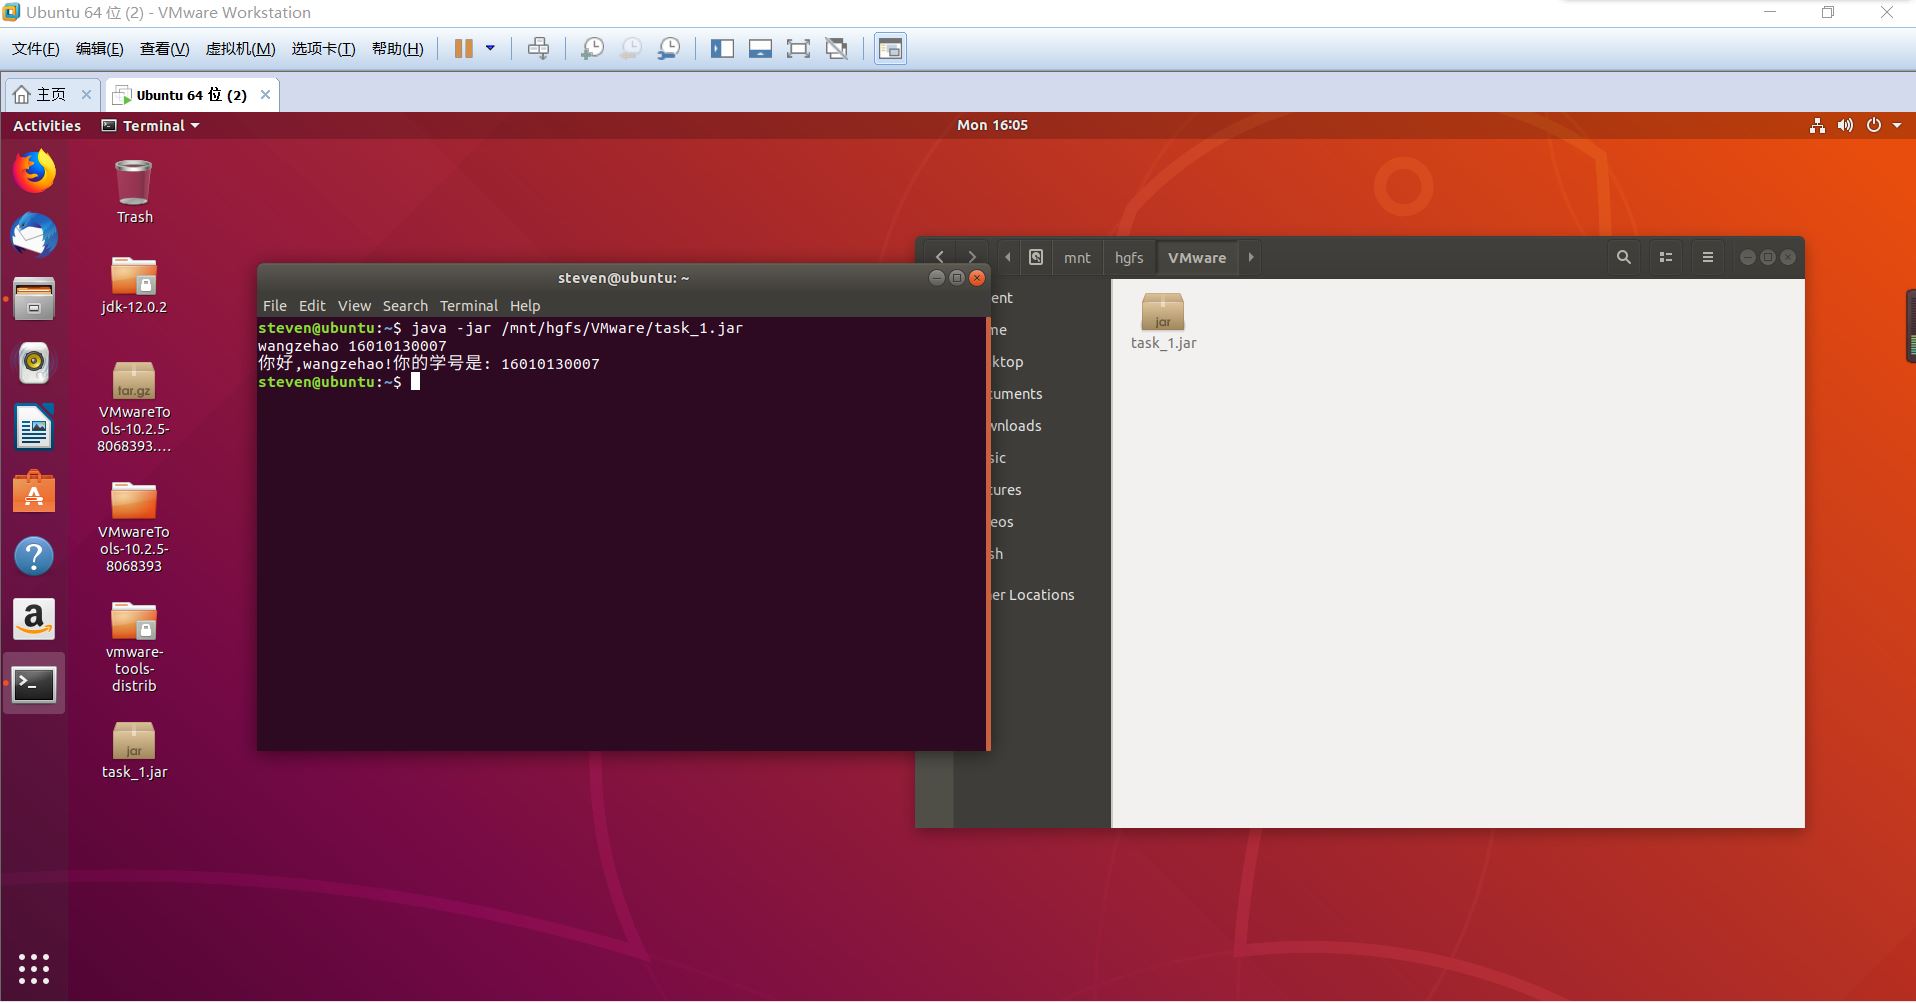 Ubuntu 64 位 (2) - VMware Workstation
文件(F) 编辑(E) 查看(V) 虚拟机(M) 选项卡(T) 帮助(H)
主页 Ubuntu 64 位 (2)
Activities Terminal Mon 16:05
Trash
jdk-12.0.2
tar.gz
VMwareTo
ols-10.2.5-
8068393.…
VMwareTo
ols-10.2.5-
8068393
vmware-
tools-
distrib
jar
task_1.jar
steven@ubuntu: ~
File Edit View Search Terminal Help
steven@ubuntu:~$ java -jar /mnt/hgfs/VMware/task_1.jar
wangzehao 16010130007
你好,wangzehao!你的学号是: 16010130007
steven@ubuntu:~$
mnt hgfs VMware
ent
me
ktop
cuments
wnloads
sic
tures
eos
sh
er Locations
jar
task_1.jar